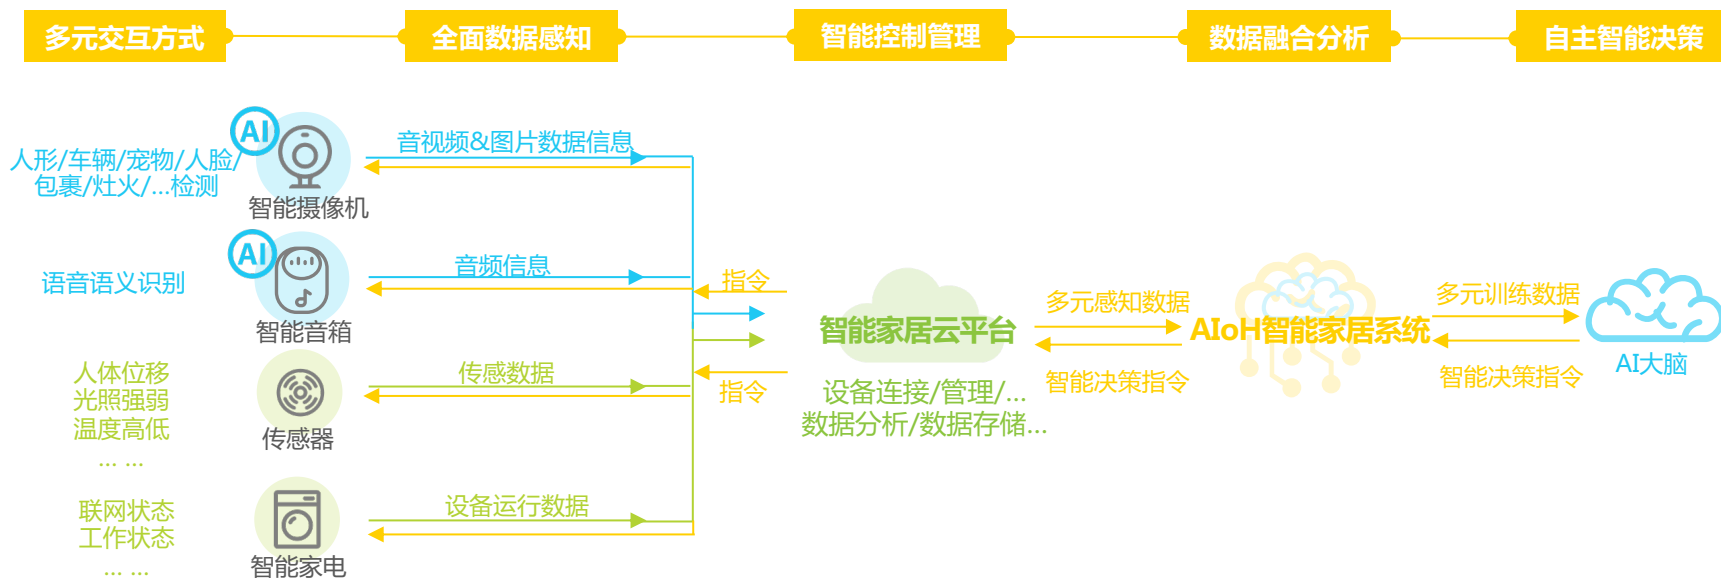 多元交互方式
全面数据感知
智能控制管理
数据融合分析
自主智能决策
AI
人形/车辆/宠物/人脸/
包裹/灶火/...检测
智能摄像机
音视频&图片数据信息
AI
语音语义识别
智能音箱
音频信息
人体位移
光照强弱
温度高低
... ...
传感器
传感数据
联网状态
工作状态
... ...
智能家电
设备运行数据
指令
指令
智能家居云平台
设备连接/管理/...
数据分析/数据存储...
多元感知数据
智能决策指令
AIoH智能家居系统
多元训练数据
智能决策指令
AI大脑